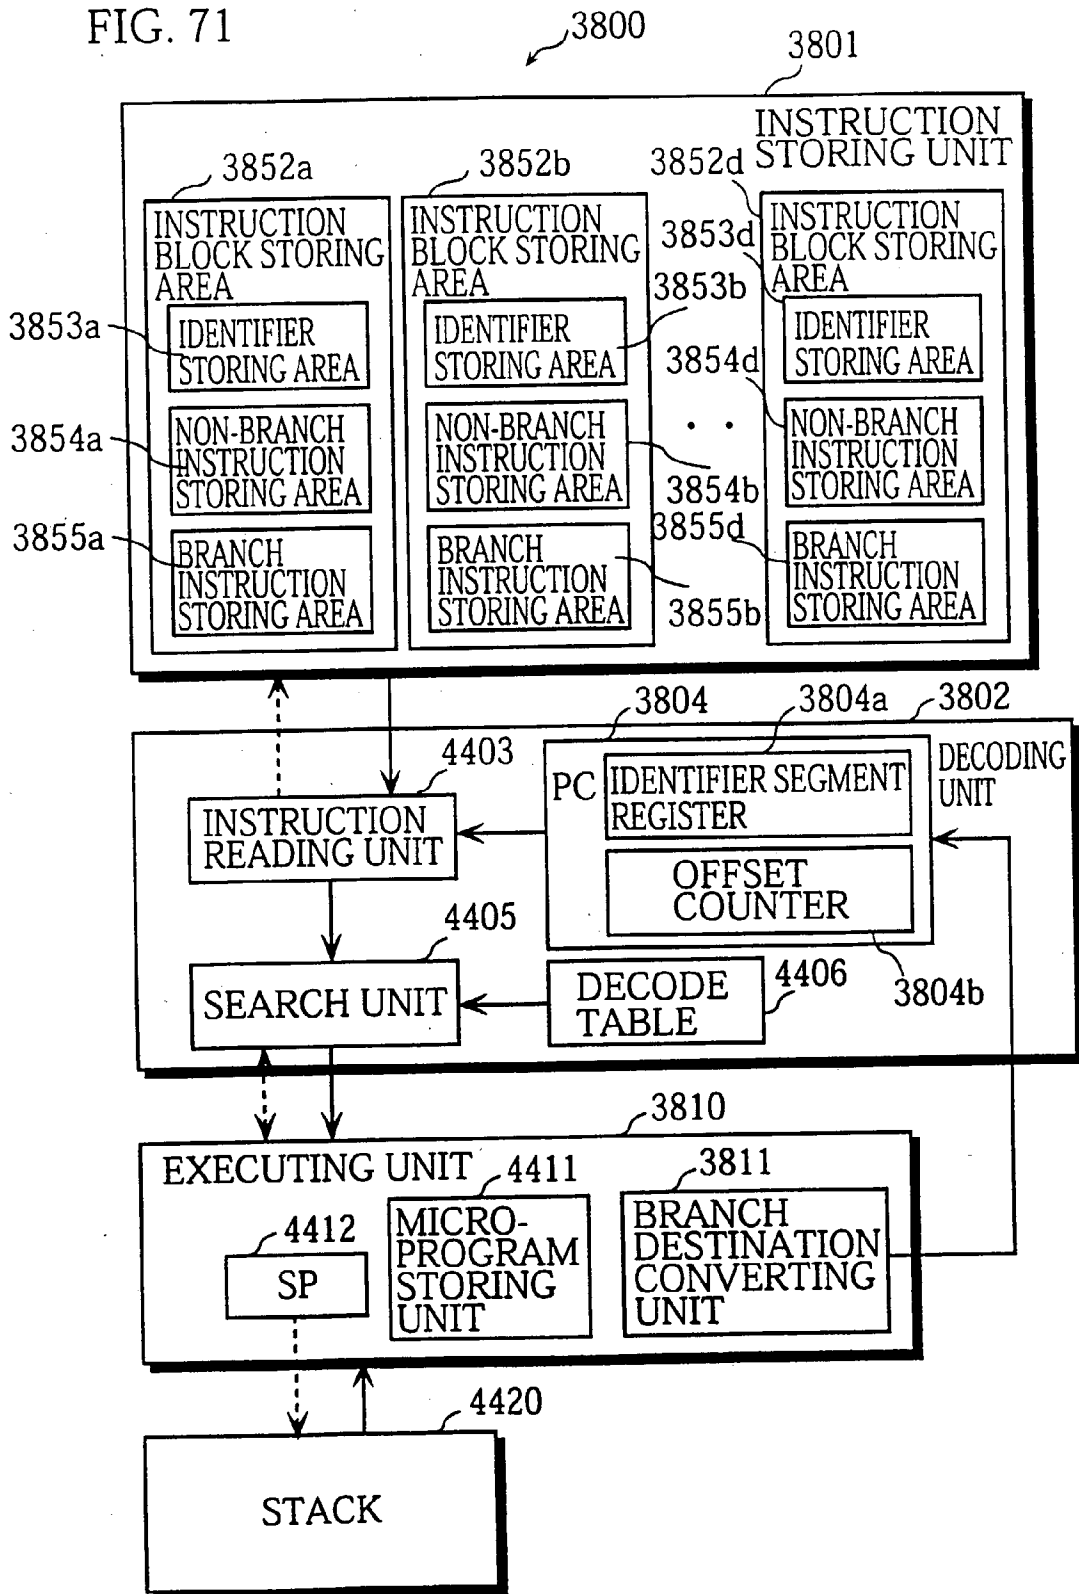 FIG. 71
3800
3801
INSTRUCTION
STORING UNIT
3852a
3852b
3852d
INSTRUCTION
BLOCK STORING
AREA
INSTRUCTION
BLOCK STORING
AREA
INSTRUCTION
BLOCK STORING
AREA
3853a
3853b
3853d
IDENTIFIER
STORING AREA
IDENTIFIER
STORING AREA
IDENTIFIER
STORING AREA
3854a
3854b
3854d
NON-BRANCH
INSTRUCTION
STORING AREA
NON-BRANCH
INSTRUCTION
STORING AREA
. .
NON-BRANCH
INSTRUCTION
STORING AREA
3855a
3855b
3855d
BRANCH
INSTRUCTION
STORING AREA
BRANCH
INSTRUCTION
STORING AREA
BRANCH
INSTRUCTION
STORING AREA
3804
3804a
3802
4403
PC
IDENTIFIER SEGMENT
REGISTER
DECODING
UNIT
INSTRUCTION
READING UNIT
OFFSET
COUNTER
4405
4406
3804b
SEARCH UNIT
DECODE
TABLE
3810
EXECUTING UNIT
4411
3811
4412
SP
MICRO-
PROGRAM
STORING
UNIT
BRANCH
DESTINATION
CONVERTING
UNIT
4420
STACK